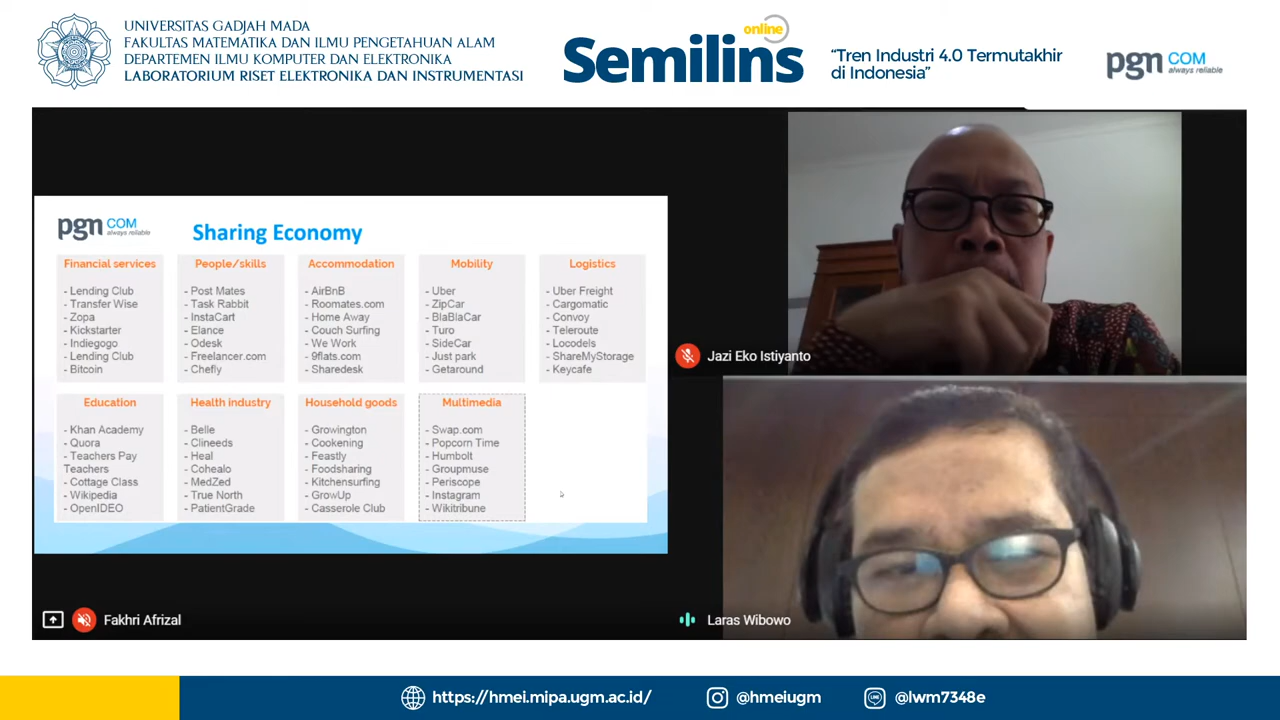 UNIVERSITAS GADJAH MADA
FAKULTAS MATEMATIKA DAN ILMU PENGETAHUAN ALAM
DEPARTEMEN ILMU KOMPUTER DAN ELEKTRONIKA
LABORATORIUM RISET ELEKTRONIKA DAN INSTRUMENTASI
online
Semilins
“Tren Industri 4.0 Termutakhir
di Indonesia”
pgn COM
always reliable
pgn COM
always reliable
Sharing Economy
Financial services
- Lending Club
- Transfer Wise
- Zopa
- Kickstarter
- Indiegogo
- Lending Club
- Bitcoin
People/skills
- Post Mates
- Task Rabbit
- InstaCart
- Elance
- Odesk
- Freelancer.com
- Chefly
Accommodation
- AirBnB
- Roomates.com
- Home Away
- Couch Surfing
- We Work
- 9flats.com
- Sharedesk
Mobility
- Uber
- ZipCar
- BlaBlaCar
- Turo
- SideCar
- Just park
- Getaround
Logistics
- Uber Freight
- Cargomatic
- Convoy
- Teleroute
- Locodels
- ShareMyStorage
- Keycafe
Education
- Khan Academy
- Quora
- Teachers Pay
Teachers
- Cottage Class
- Wikipedia
- OpenIDEO
Health industry
- Belle
- Clineeds
- Heal
- Cohealo
- MedZed
- True North
- PatientGrade
Household goods
- Growington
- Cookening
- Feastly
- Foodsharing
- Kitchensurfing
- GrowUp
- Casserole Club
Multimedia
- Swap.com
- Popcorn Time
- Humbolt
- Groupmuse
- Periscope
- Instagram
- Wikitribune
Jazi Eko Istiyanto
Fakhri Afrizal
Laras Wibowo
https://hmei.mipa.ugm.ac.id/
@hmeiugm
LINE
@lwm7348e